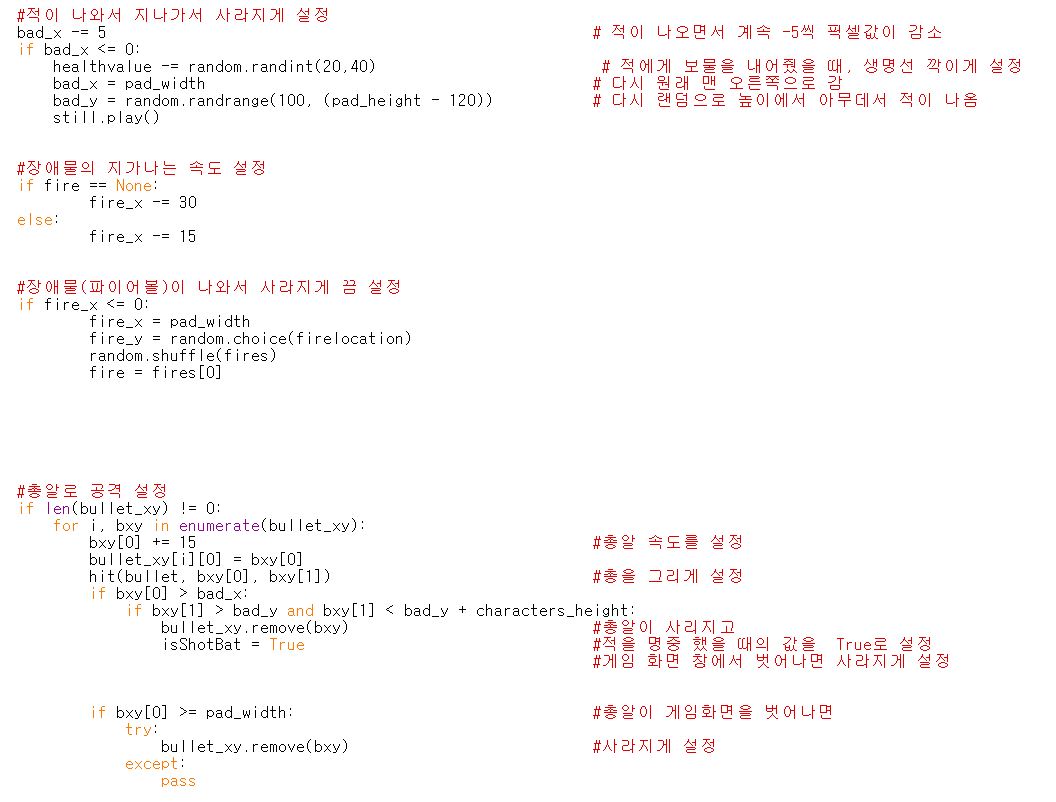 #적이 나와서 지나가서 사라지게 설정
bad_x -= 5 # 적이 나오면서 계속 -5씩 픽셀값이 감소
if bad_x <= 0:
    healthvalue -= random.randint(20,40) # 적에게 보물을 내어줬을 때, 생명선 깍이게 설정
    bad_x = pad_width # 다시 원래 맨 오른쪽으로 감
    bad_y = random.randrange(100, (pad_height - 120)) # 다시 랜덤으로 높이에서 아무데서 적이 나옴
    still.play()
#장애물의 지가나는 속도 설정
if fire == None:
        fire_x -= 30
else:
        fire_x -= 15
#장애물(파이어볼)이 나와서 사라지게 끔 설정
if fire_x <= 0:
        fire_x = pad_width
        fire_y = random.choice(firelocation)
        random.shuffle(fires)
        fire = fires[0]
#총알로 공격 설정
if len(bullet_xy) != 0:
    for i, bxy in enumerate(bullet_xy):
        bxy[0] += 15 #총알 속도를 설정
        bullet_xy[i][0] = bxy[0]
        hit(bullet, bxy[0], bxy[1]) #총을 그리게 설정
        if bxy[0] > bad_x:
            if bxy[1] > bad_y and bxy[1] < bad_y + characters_height:
                bullet_xy.remove(bxy) #총알이 사리지고
                isShotBat = True #적을 명중 했을 때의 값을  True로 설정
#게임 화면 창에서 벗어나면 사라지게 설정
        if bxy[0] >= pad_width: #총알이 게임화면을 벗어나면
            try:
                bullet_xy.remove(bxy) #사라지게 설정
            except:
                pass